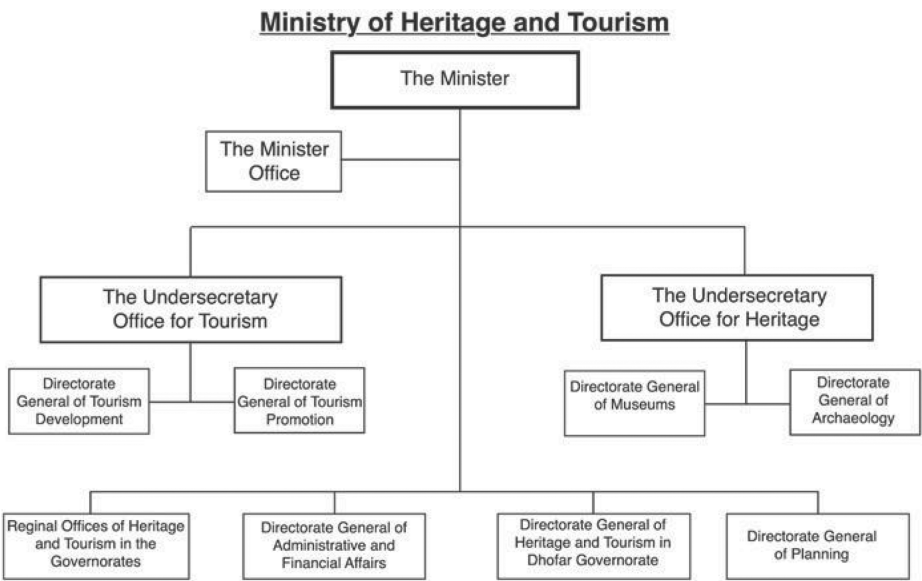 Ministry of Heritage and Tourism
The Minister
The Minister
Office
The Undersecretary
Office for Tourism
The Undersecretary
Office for Heritage
Directorate
General of Tourism
Development
Directorate
General of Tourism
Promotion
Directorate General
of Museums
Directorate
General of
Archaeology
Reginal Offices of Heritage
and Tourism in the
Governorates
Directorate General of
Administrative and
Financial Affairs
Directorate General of
Heritage and Tourism in
Dhofar Governorate
Directorate General
of Planning